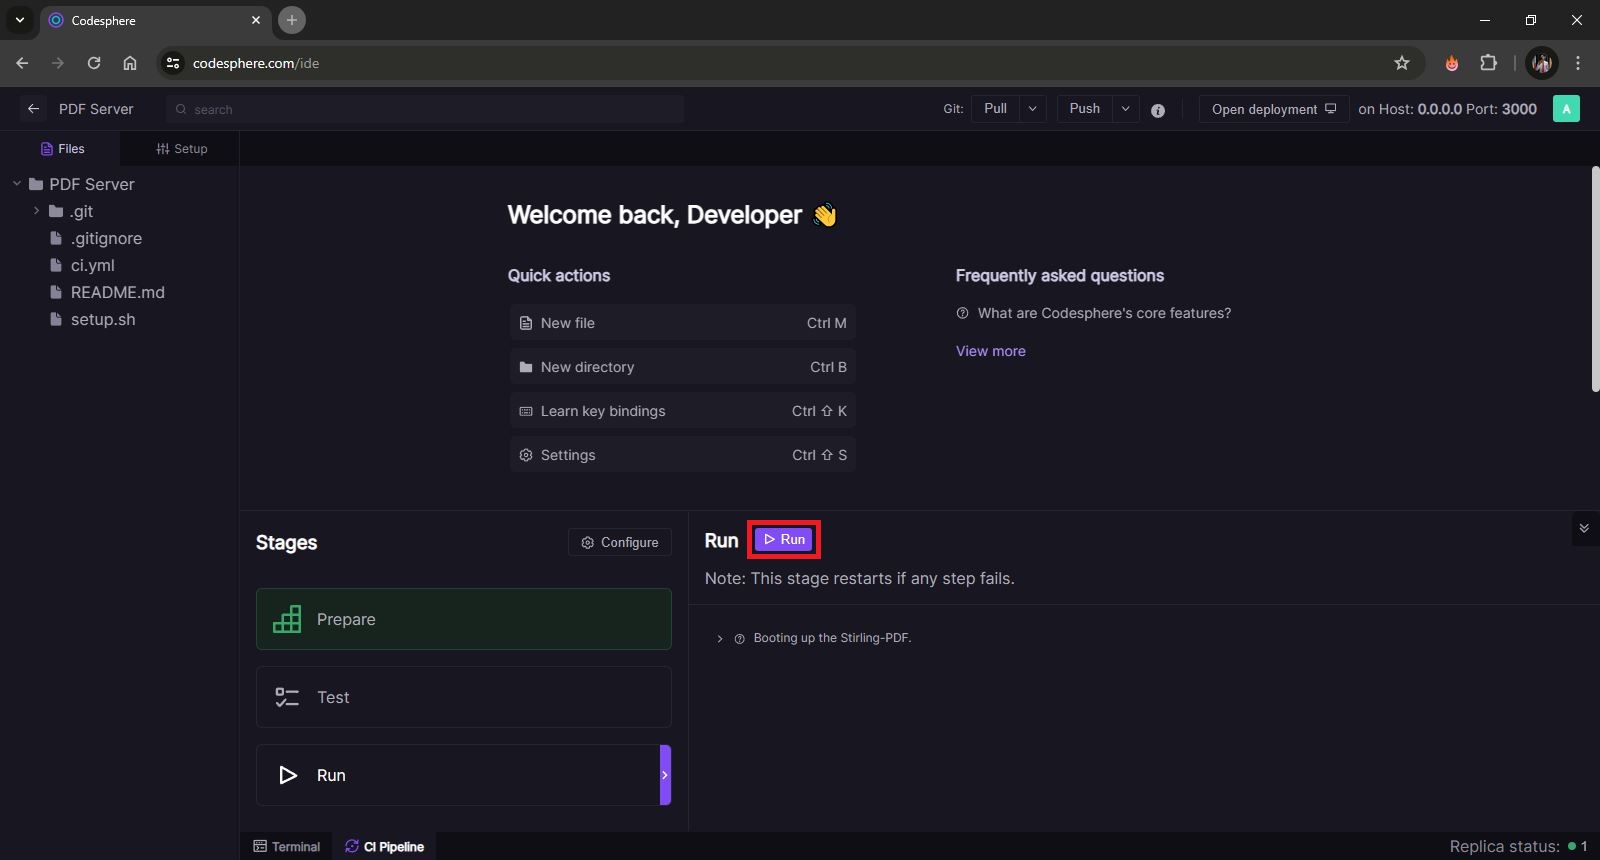 Codesphere
codesphere.com/ide
PDF Server
search
Git:
Pull
Push
Open deployment
on Host: 0.0.0.0 Port: 3000
A
Files
Setup
PDF Server
.git
.gitignore
ci.yml
README.md
setup.sh
Welcome back, Developer 👋
Quick actions
New file Ctrl M
New directory Ctrl B
Learn key bindings Ctrl ⇧ K
Settings Ctrl ⇧ S
Frequently asked questions
What are Codesphere's core features?
View more
Stages
Configure
Prepare
Test
Run
Run
Run
Note: This stage restarts if any step fails.
Booting up the Stirling-PDF.
Terminal
CI Pipeline
Replica status: 1